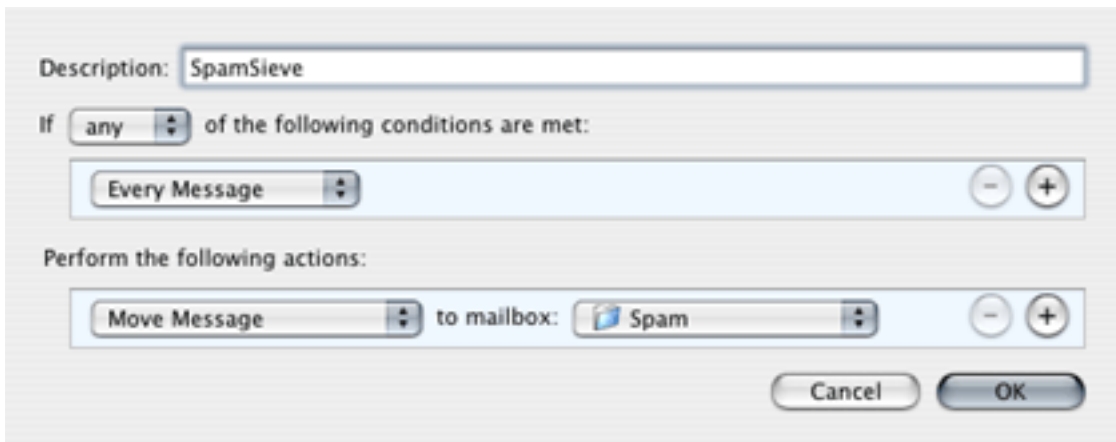 Description: SpamSieve
If any of the following conditions are met:
Every Message
Perform the following actions:
Move Message to mailbox: Spam
Cancel OK